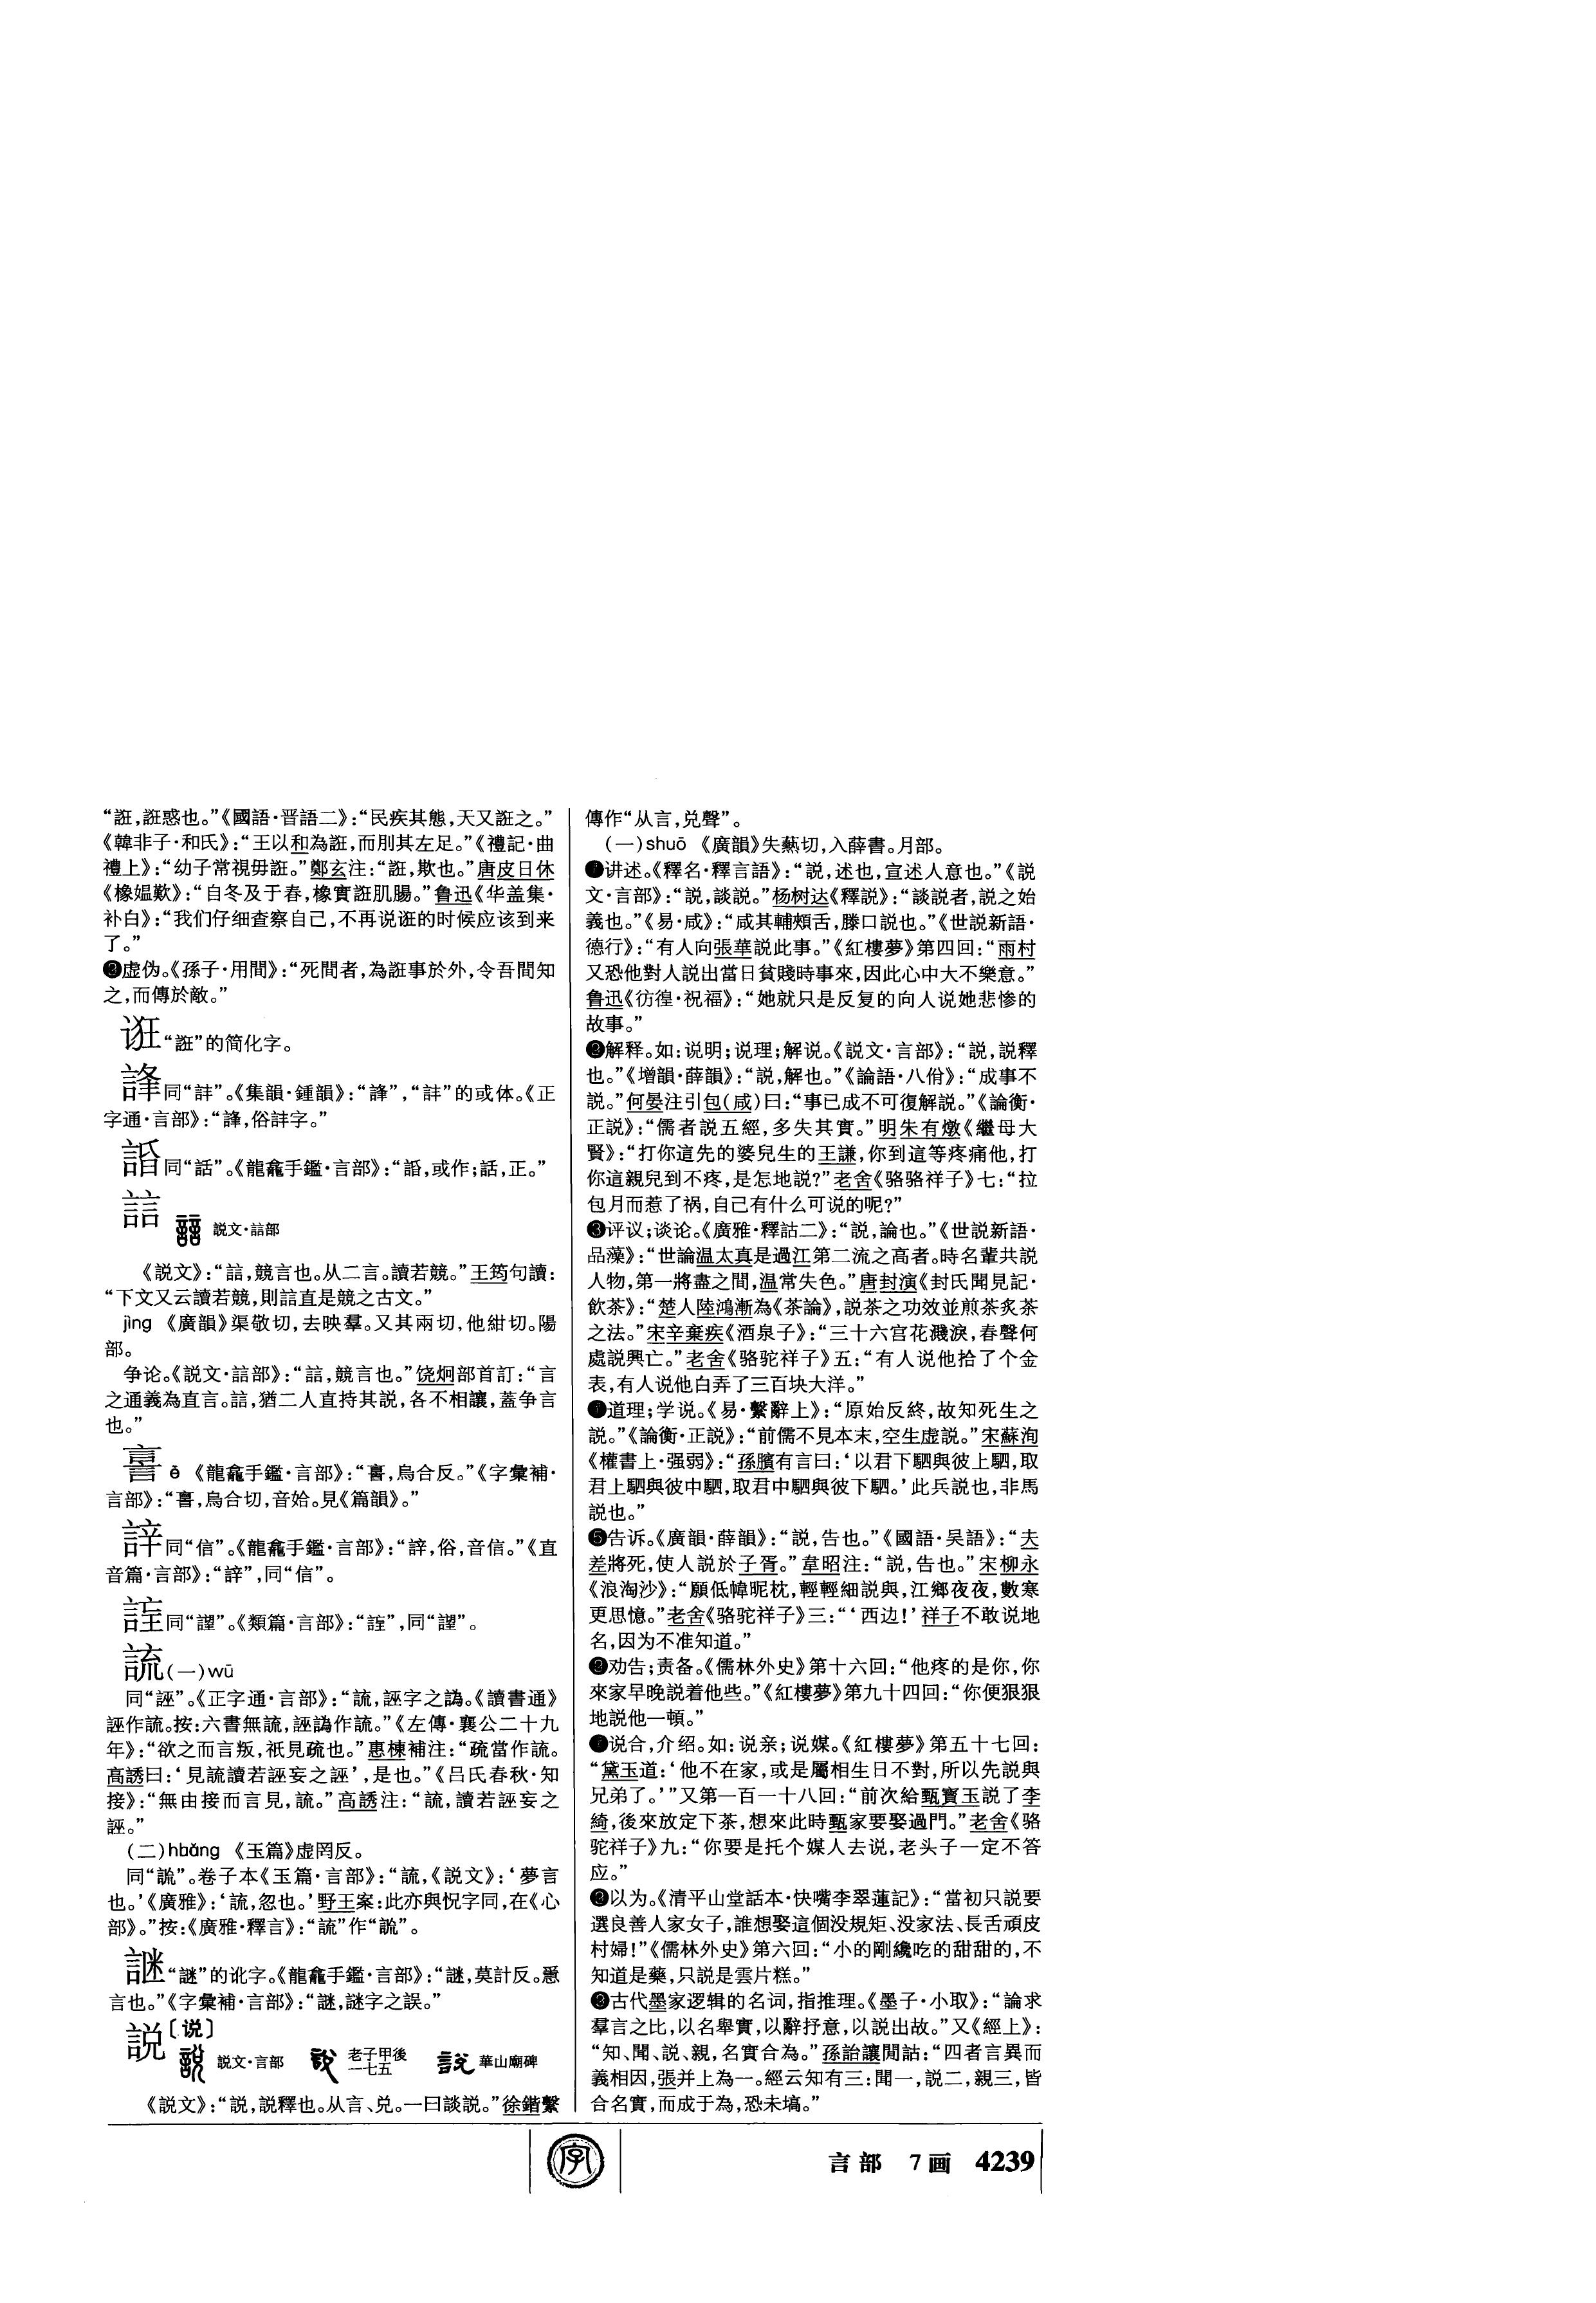 “誑，誑惑也。”《國語·晋語二》：“民疾其態，天又誑之。”
《韓非子·和氏》：“王以和為誑，而刖其左足。”《禮記·曲
禮上》：“幼子常視毋誑。”鄭玄注：“誑，欺也。”唐皮日休
《橡媪歎》：“自冬及于春，橡實誑肌腸。”鲁迅《华盖集·
补白》：“我们仔细查察自己，不再说诳的时候应该到来
了。”
❷虚伪。《孫子·用間》：“死間者，為誑事於外，令吾間知
之，而傳於敵。”
诳“誑”的简化字。
䛳同“詳”。《集韻·鍾韻》：“䛳”，“詳”的或体。《正
字通·言部》：“䛳，俗詳字。”
同“話”。《龍龕手鑑·言部》：“，或作；話，正。”
誩
説文·誩部
《説文》：“誩，競言也。从二言。讀若競。”王筠句讀：
“下文又云讀若競，則誩直是競之古文。”
jìng 《廣韻》渠敬切，去映羣。又其兩切，他紺切。陽
部。
争论。《説文·誩部》：“誩，競言也。”饶炯部首訂：“言
之通義為直言。誩，猶二人直持其説，各不相讓，蓋争言
也。”
ě 《龍龕手鑑·言部》：“，烏合反。”《字彙補·
言部》：“，烏合切，音姶。見《篇韻》。”
同“信”。《龍龕手鑑·言部》：“，俗，音信。”《直
音篇·言部》：“”，同“信”。
同“謹”。《類篇·言部》：“”，同“謹”。
䛽(一)wū
同“誣”。《正字通·言部》：“，誣字之譌。《讀書通》
誣作。按：六書無，誣譌作。”《左傳·襄公二十九
年》：“欲之而言叛，祇見疏也。”惠棟補注：“疏當作。
高誘曰：‘見讀若誣妄之誣’，是也。”《吕氏春秋·知
接》：“無由接而言見，。”高誘注：“，讀若誣妄之
誣。”
(二)huǎng 《玉篇》虚罔反。
同“詤”。卷子本《玉篇·言部》：“，《説文》：‘夢言
也。’《廣雅》：‘，忽也。’野王案：此亦與怳字同，在《心
部》。”按：《廣雅·釋言》：“”作“詤”。
“謎”的讹字。《龍龕手鑑·言部》：“，莫計反。
言也。”《字彙補·言部》：“，謎字之誤。”
説〔说〕
説文·言部 老子甲後一七五 華山廟碑
《説文》：“説，説釋也。从言、兑。一曰談説。”徐鍇繫
傳作“从言，兑聲”。
(一)shuō 《廣韻》失爇切，入薛書。月部。
❶讲述。《釋名·釋言語》：“説，述也，宣述人意也。”《説
文·言部》：“説，談説。”杨树达《釋説》：“談説者，説之始
義也。”《易·咸》：“咸其輔頰舌，滕口説也。”《世説新語·
德行》：“有人向張華説此事。”《紅樓夢》第四回：“雨村
又恐他對人説出當日貧賤時事來，因此心中大不樂意。”
鲁迅《彷徨·祝福》：“她就只是反复的向人说她悲惨的
故事。”
❷解释。如：说明；说理；解说。《説文·言部》：“説，説釋
也。”《增韻·薛韻》：“説，解也。”《論語·八佾》：“成事不
説。”何晏注引包(咸)曰：“事已成不可復解説。”《論衡·
正説》：“儒者説五經，多失其實。”明朱有燉《繼母大
賢》：“打你這先的婆兒生的王謙，你到這等疼痛他，打
你這親兒到不疼，是怎地説？”老舍《骆骆祥子》七：“拉
包月而惹了祸，自己有什么可说的呢？”
❸评议；谈论。《廣雅·釋詁二》：“説，論也。”《世説新語·
品藻》：“世論温太真是過江第二流之高者。時名輩共説
人物，第一將盡之間，温常失色。”唐封演《封氏聞見記·
飲茶》：“楚人陸鴻漸為《茶論》，説茶之功效並煎茶炙茶
之法。”宋辛棄疾《酒泉子》：“三十六宫花濺淚，春聲何
處説興亡。”老舍《骆驼祥子》五：“有人说他拾了个金
表，有人说他白弄了三百块大洋。”
道理；学说。《易·繫辭上》：“原始反終，故知死生之
説。”《論衡·正説》：“前儒不見本末，空生虚説。”宋蘇洵
《權書上·强弱》：“孫臏有言曰：‘以君下駟與彼上駟，取
君上駟與彼中駟，取君中駟與彼下駟。’此兵説也，非馬
説也。”
❺告诉。《廣韻·薛韻》：“説，告也。”《國語·吴語》：“夫
差將死，使人説於子胥。”韋昭注：“説，告也。”宋柳永
《浪淘沙》：“願低幃昵枕，輕輕細説與，江鄉夜夜，數寒
更思憶。”老舍《骆驼祥子》三：“‘西边！’祥子不敢说地
名，因为不准知道。”
劝告；责备。《儒林外史》第十六回：“他疼的是你，你
來家早晚説着他些。”《紅樓夢》第九十四回：“你便狠狠
地説他一頓。”
说合，介绍。如：说亲；说媒。《紅樓夢》第五十七回：
“黛玉道：‘他不在家，或是屬相生日不對，所以先説與
兄弟了。’”又第一百一十八回：“前次給甄寶玉説了李
綺，後來放定下茶，想來此時甄家要娶過門。”老舍《骆
驼祥子》九：“你要是托个媒人去说，老头子一定不答
应。”
以为。《清平山堂話本·快嘴李翠蓮記》：“當初只説要
選良善人家女子，誰想娶這個没規矩、没家法、長舌頑皮
村婦！”《儒林外史》第六回：“小的剛纔吃的甜甜的，不
知道是藥，只説是雲片糕。”
古代墨家逻辑的名词，指推理。《墨子·小取》：“論求
羣言之比，以名舉實，以辭抒意，以説出故。”又《經上》：
“知、聞、説、親，名實合為。”孫詒讓閒詁：“四者言異而
義相因，張并上為一。經云知有三：聞一，説二，親三，皆
合名實，而成于為，恐未塙。”
字
言部 7画 4239